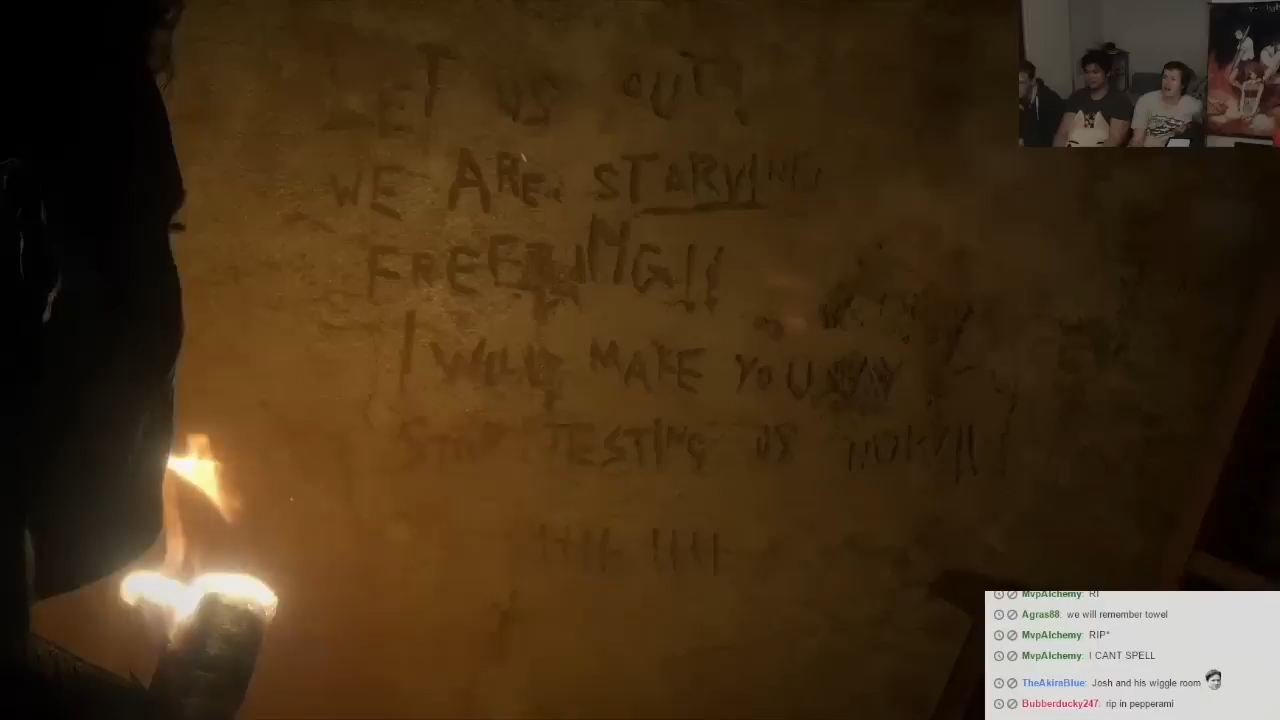 LET US OUT!
WE ARE STARVING
FREEZING!!
I WILL MAKE YOU
STOP TESTING US NOW!!
MvpAlchemy: RI
Agras88: we will remember towel
MvpAlchemy: RIP*
MvpAlchemy: I CANT SPELL
TheAkiraBlue: Josh and his wiggle room
Bubberducky247: rip in pepperami